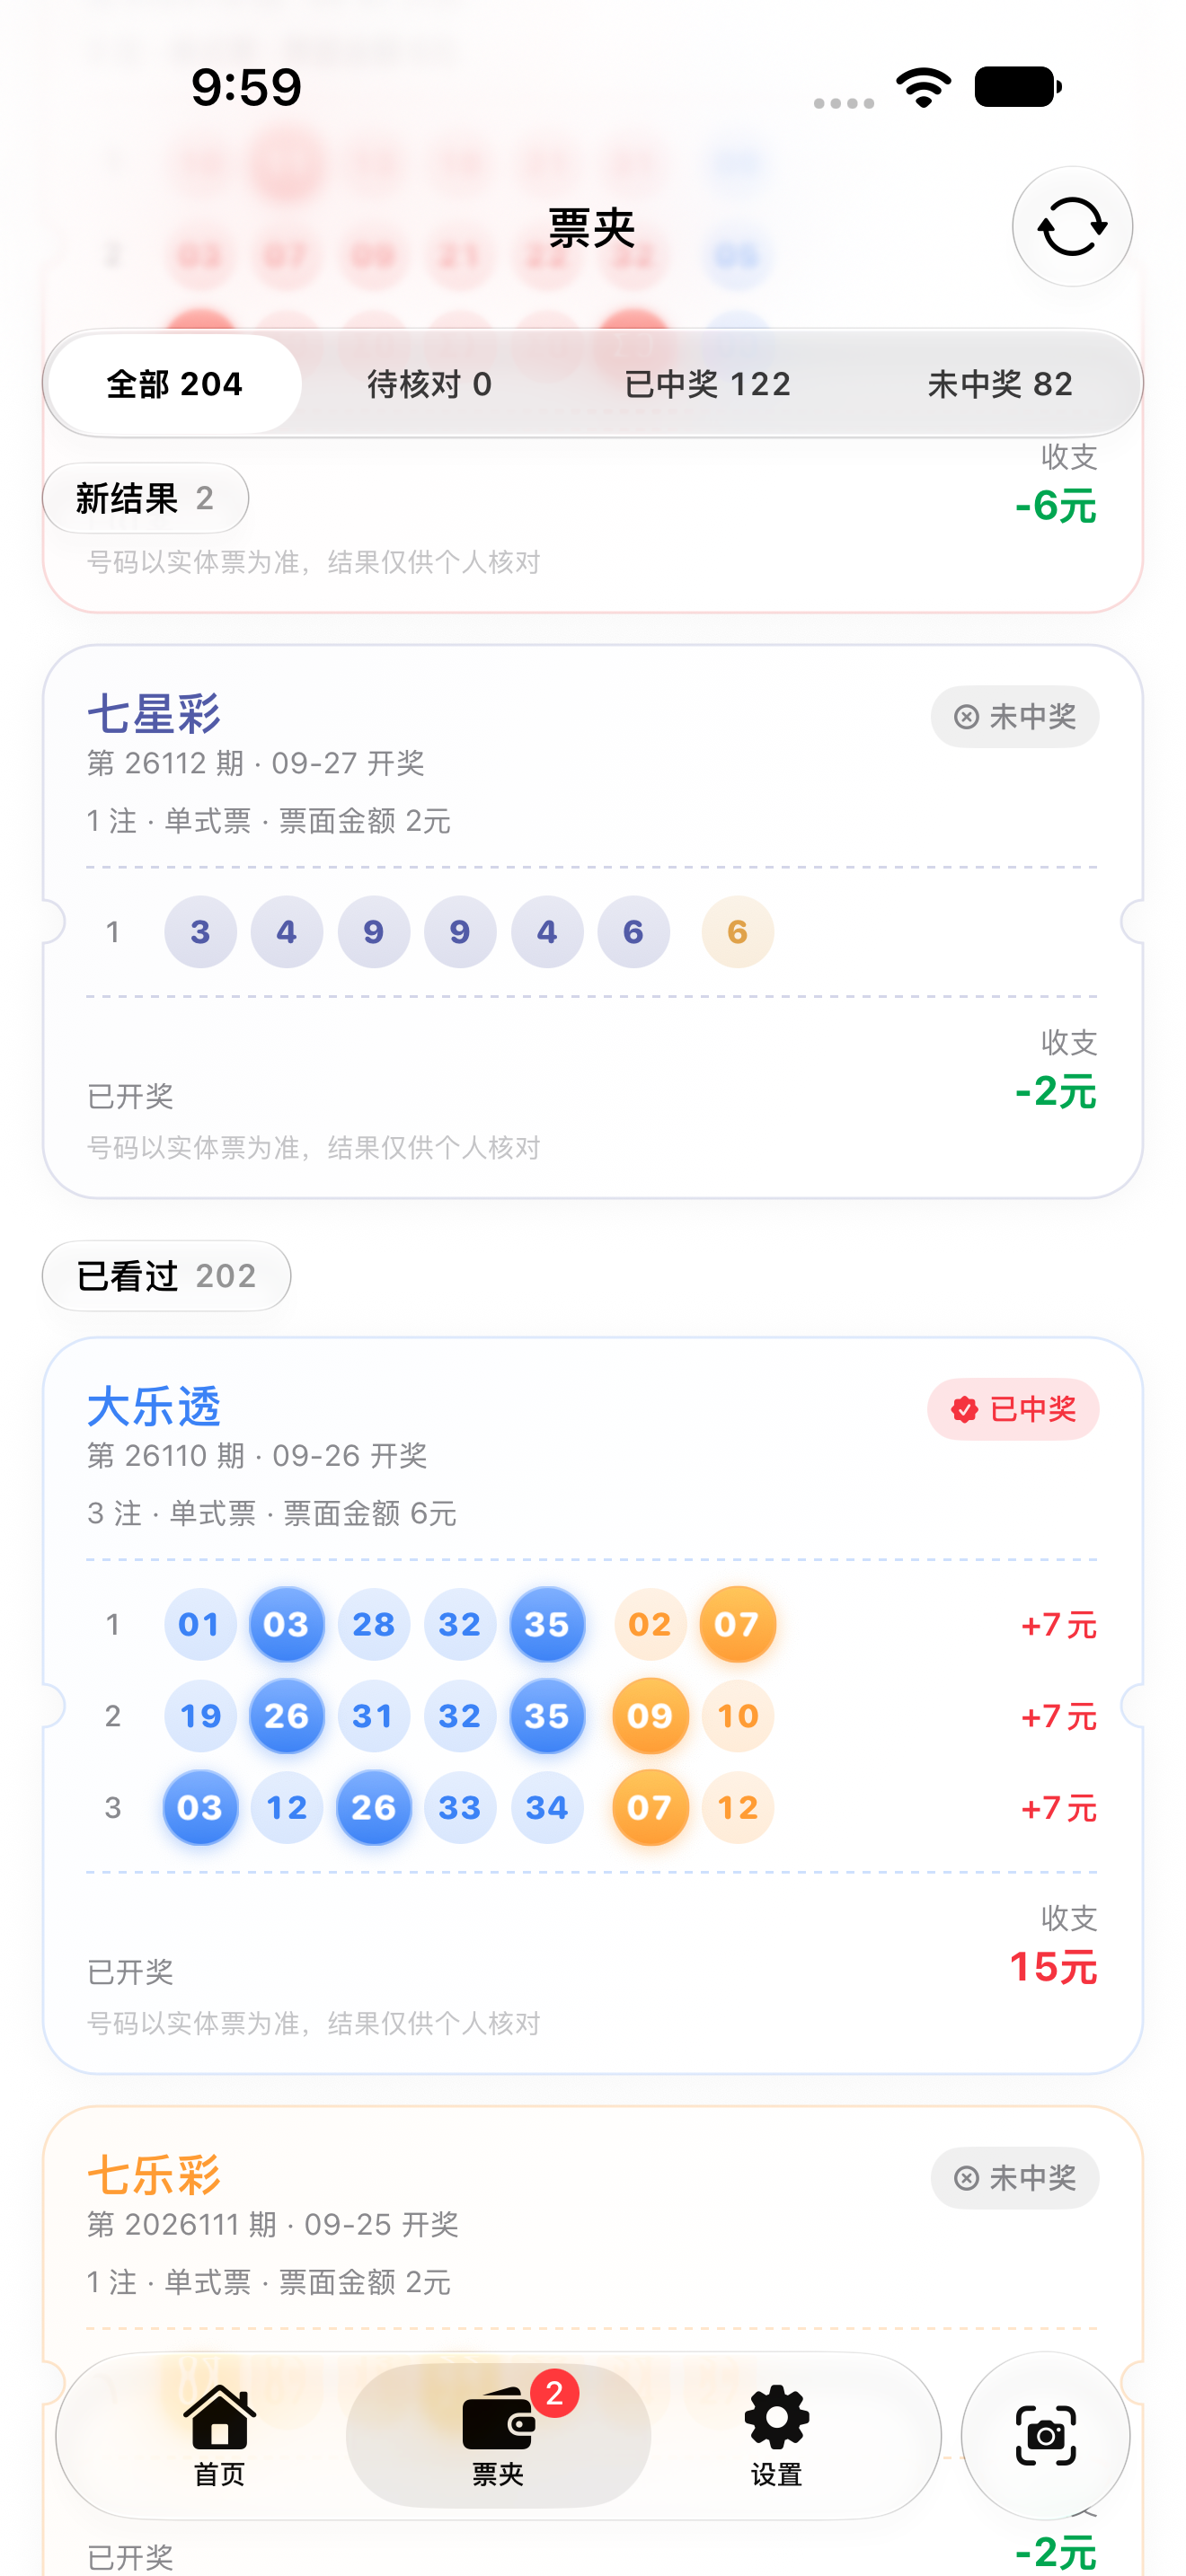 9:59
票夹
2 03 07 09 21 22 32 05
全部 204 待核对 0 已中奖 122 未中奖 82
收支
新结果 2
-6元
号码以实体票为准，结果仅供个人核对
七星彩
未中奖
第 26112 期 · 09-27 开奖
1 注 · 单式票 · 票面金额 2元
1 3 4 9 9 4 6 6
收支
已开奖
-2元
号码以实体票为准，结果仅供个人核对
已看过 202
大乐透
已中奖
第 26110 期 · 09-26 开奖
3 注 · 单式票 · 票面金额 6元
1 01 03 28 32 35 02 07 +7 元
2 19 26 31 32 35 09 10 +7 元
3 03 12 26 33 34 07 12 +7 元
收支
已开奖
15元
号码以实体票为准，结果仅供个人核对
七乐彩
未中奖
第 2026111 期 · 09-25 开奖
1 注 · 单式票 · 票面金额 2元
2
首页 票夹 设置
已开奖
-2元